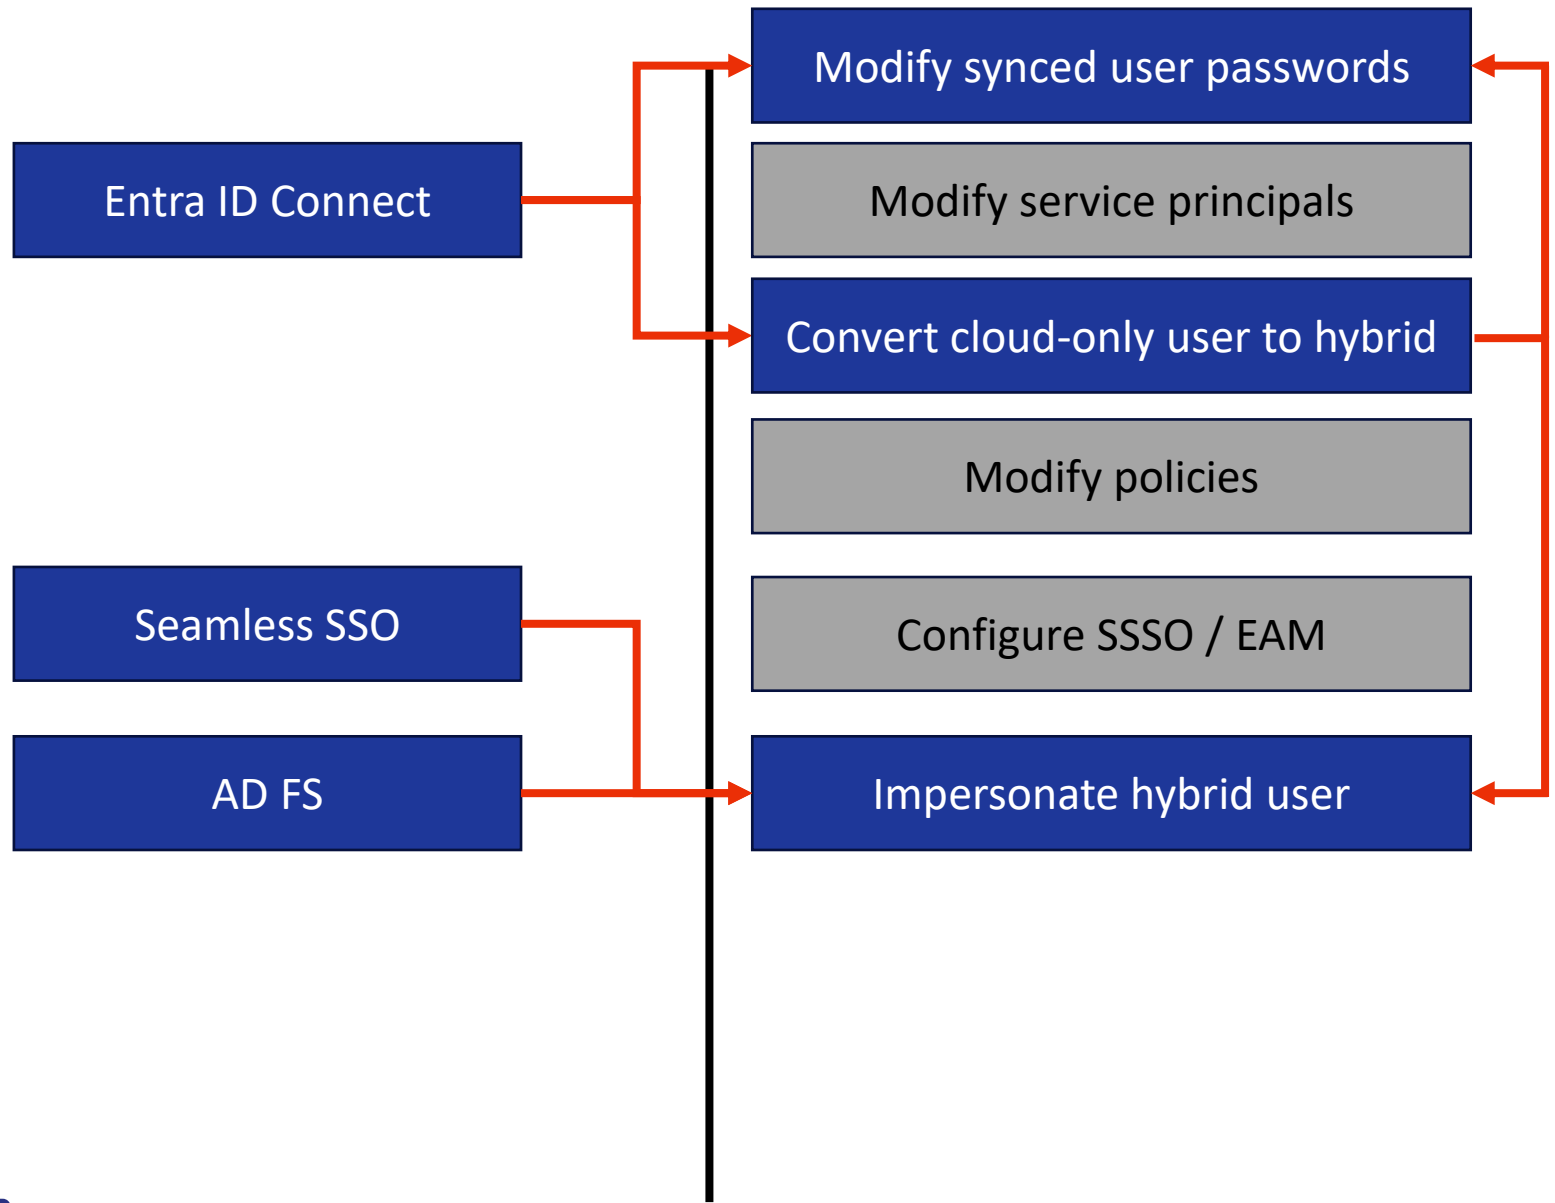 Modify synced user passwords
Entra ID Connect
Modify service principals
Convert cloud-only user to hybrid
Modify policies
Seamless SSO
Configure SSSO / EAM
AD FS
Impersonate hybrid user